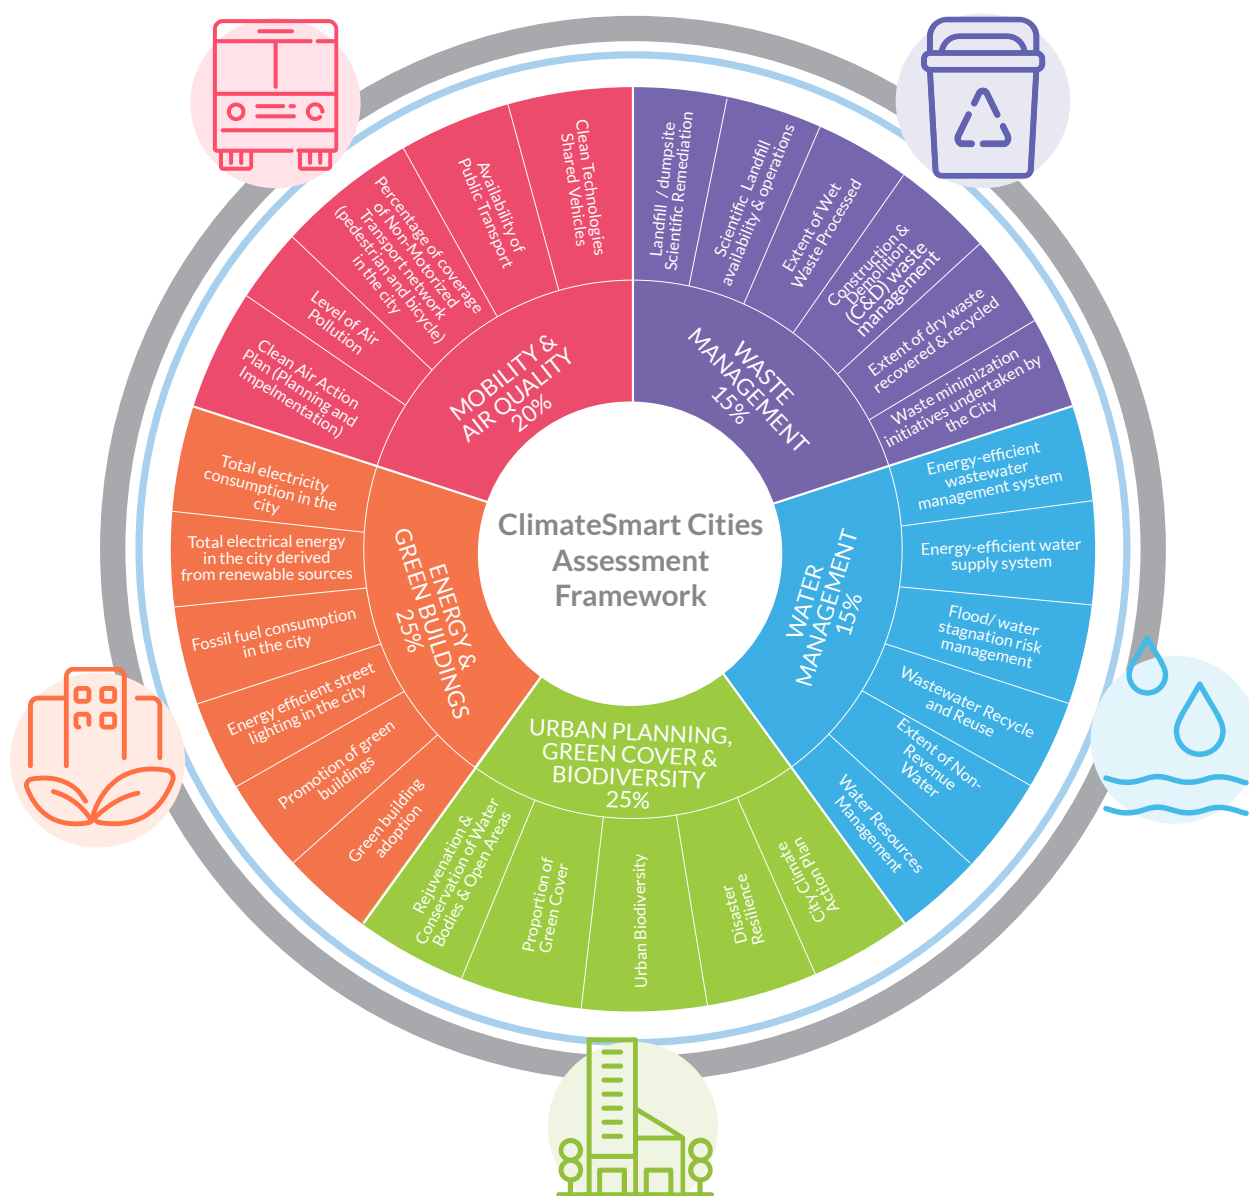 ClimateSmart Cities
Assessment
Framework
MOBILITY &
AIR QUALITY
20%
Clean Air Action
Plan (Planning and
Impelmentation)
Level of Air
Pollution
Percentage of coverage
of Non-Motorized
Transport network
(pedestrian and bicycle)
in the city
Availability of
Public Transport
Clean Technologies
Shared Vehicles
WASTE
MANAGEMENT
15%
Landfill / dumpsite
Scientific Remediation
Scientific Landfill
availability & operations
Extent of Wet
Waste Processed
Construction &
Demolition
(C&D) waste
management
Extent of dry waste
recovered & recycled
Waste minimization
initiatives undertaken by
the City
WATER
MANAGEMENT
15%
Energy-efficient
wastewater
management system
Energy-efficient water
supply system
Flood/ water
stagnation risk
management
Wastewater Recycle
and Reuse
Extent of Non-
Revenue
Water
Water Resources
Management
URBAN PLANNING,
GREEN COVER &
BIODIVERSITY
25%
City Climate
Action Plan
Disaster
Resilience
Urban Biodiversity
Proportion of
Green Cover
Rejuvenation &
Conservation of Water
Bodies & Open Areas
ENERGY &
GREEN BUILDINGS
25%
Green building
adoption
Promotion of green
buildings
Energy efficient street
lighting in the city
Fossil fuel consumption
in the city
Total electrical energy
in the city derived
from renewable sources
Total electricity
consumption in the
city